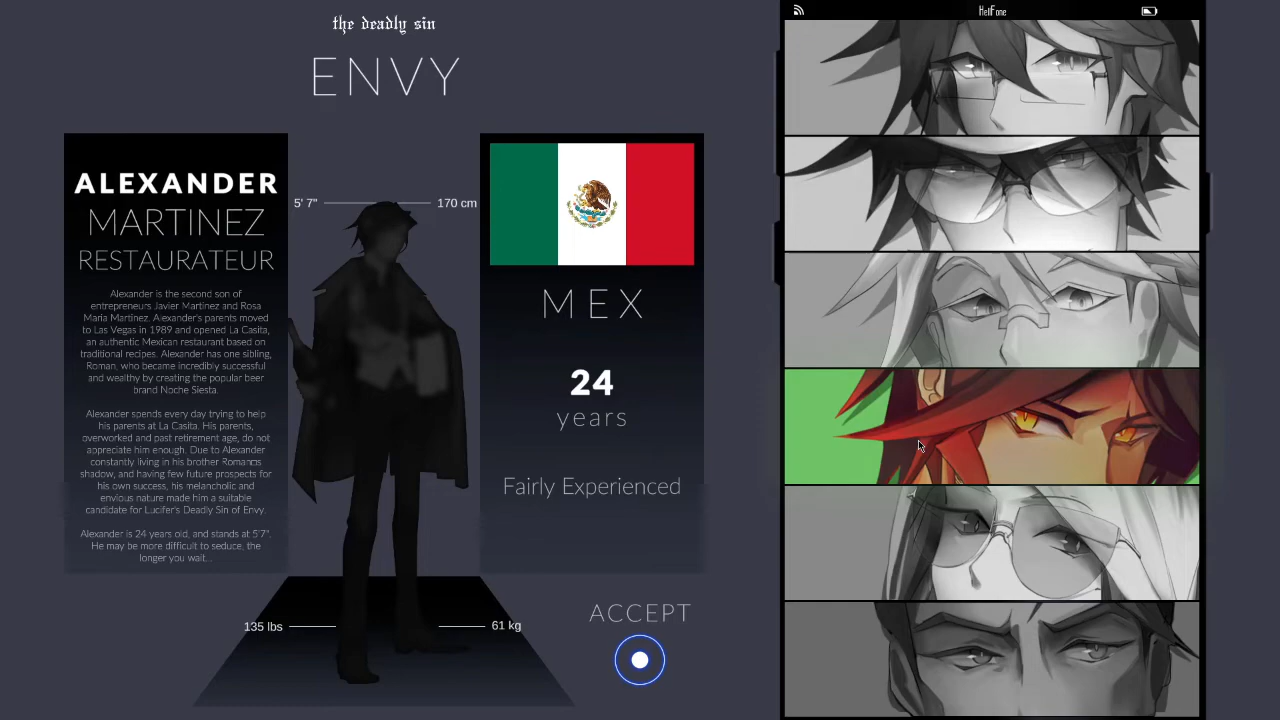 the deadly sin
ENVY
ALEXANDER
MARTINEZ
RESTAURATEUR
Alexander is the second son of
entrepreneurs Javier Martinez and Rosa
Maria Martinez. Alexander's parents moved
to Las Vegas in 1989 and opened La Casita,
an authentic Mexican restaurant based on
traditional recipes. Alexander has one sibling,
Roman, who became incredibly successful
and wealthy by creating the popular beer
brand Noche Siesta.
Alexander spends every day trying to help
his parents at La Casita. His parents,
overworked and past retirement age, do not
appreciate him enough. Due to Alexander
constantly living in his brother Roman's
shadow, and having few future prospects for
his own success, his melancholic and
envious nature made him a suitable
candidate for Lucifer's Deadly Sin of Envy.
Alexander is 24 years old, and stands at 5'7".
He may be more difficult to seduce, the
longer you wait...
5' 7"
170 cm
135 lbs
61 kg
MEX
24
years
Fairly Experienced
ACCEPT
HellFone